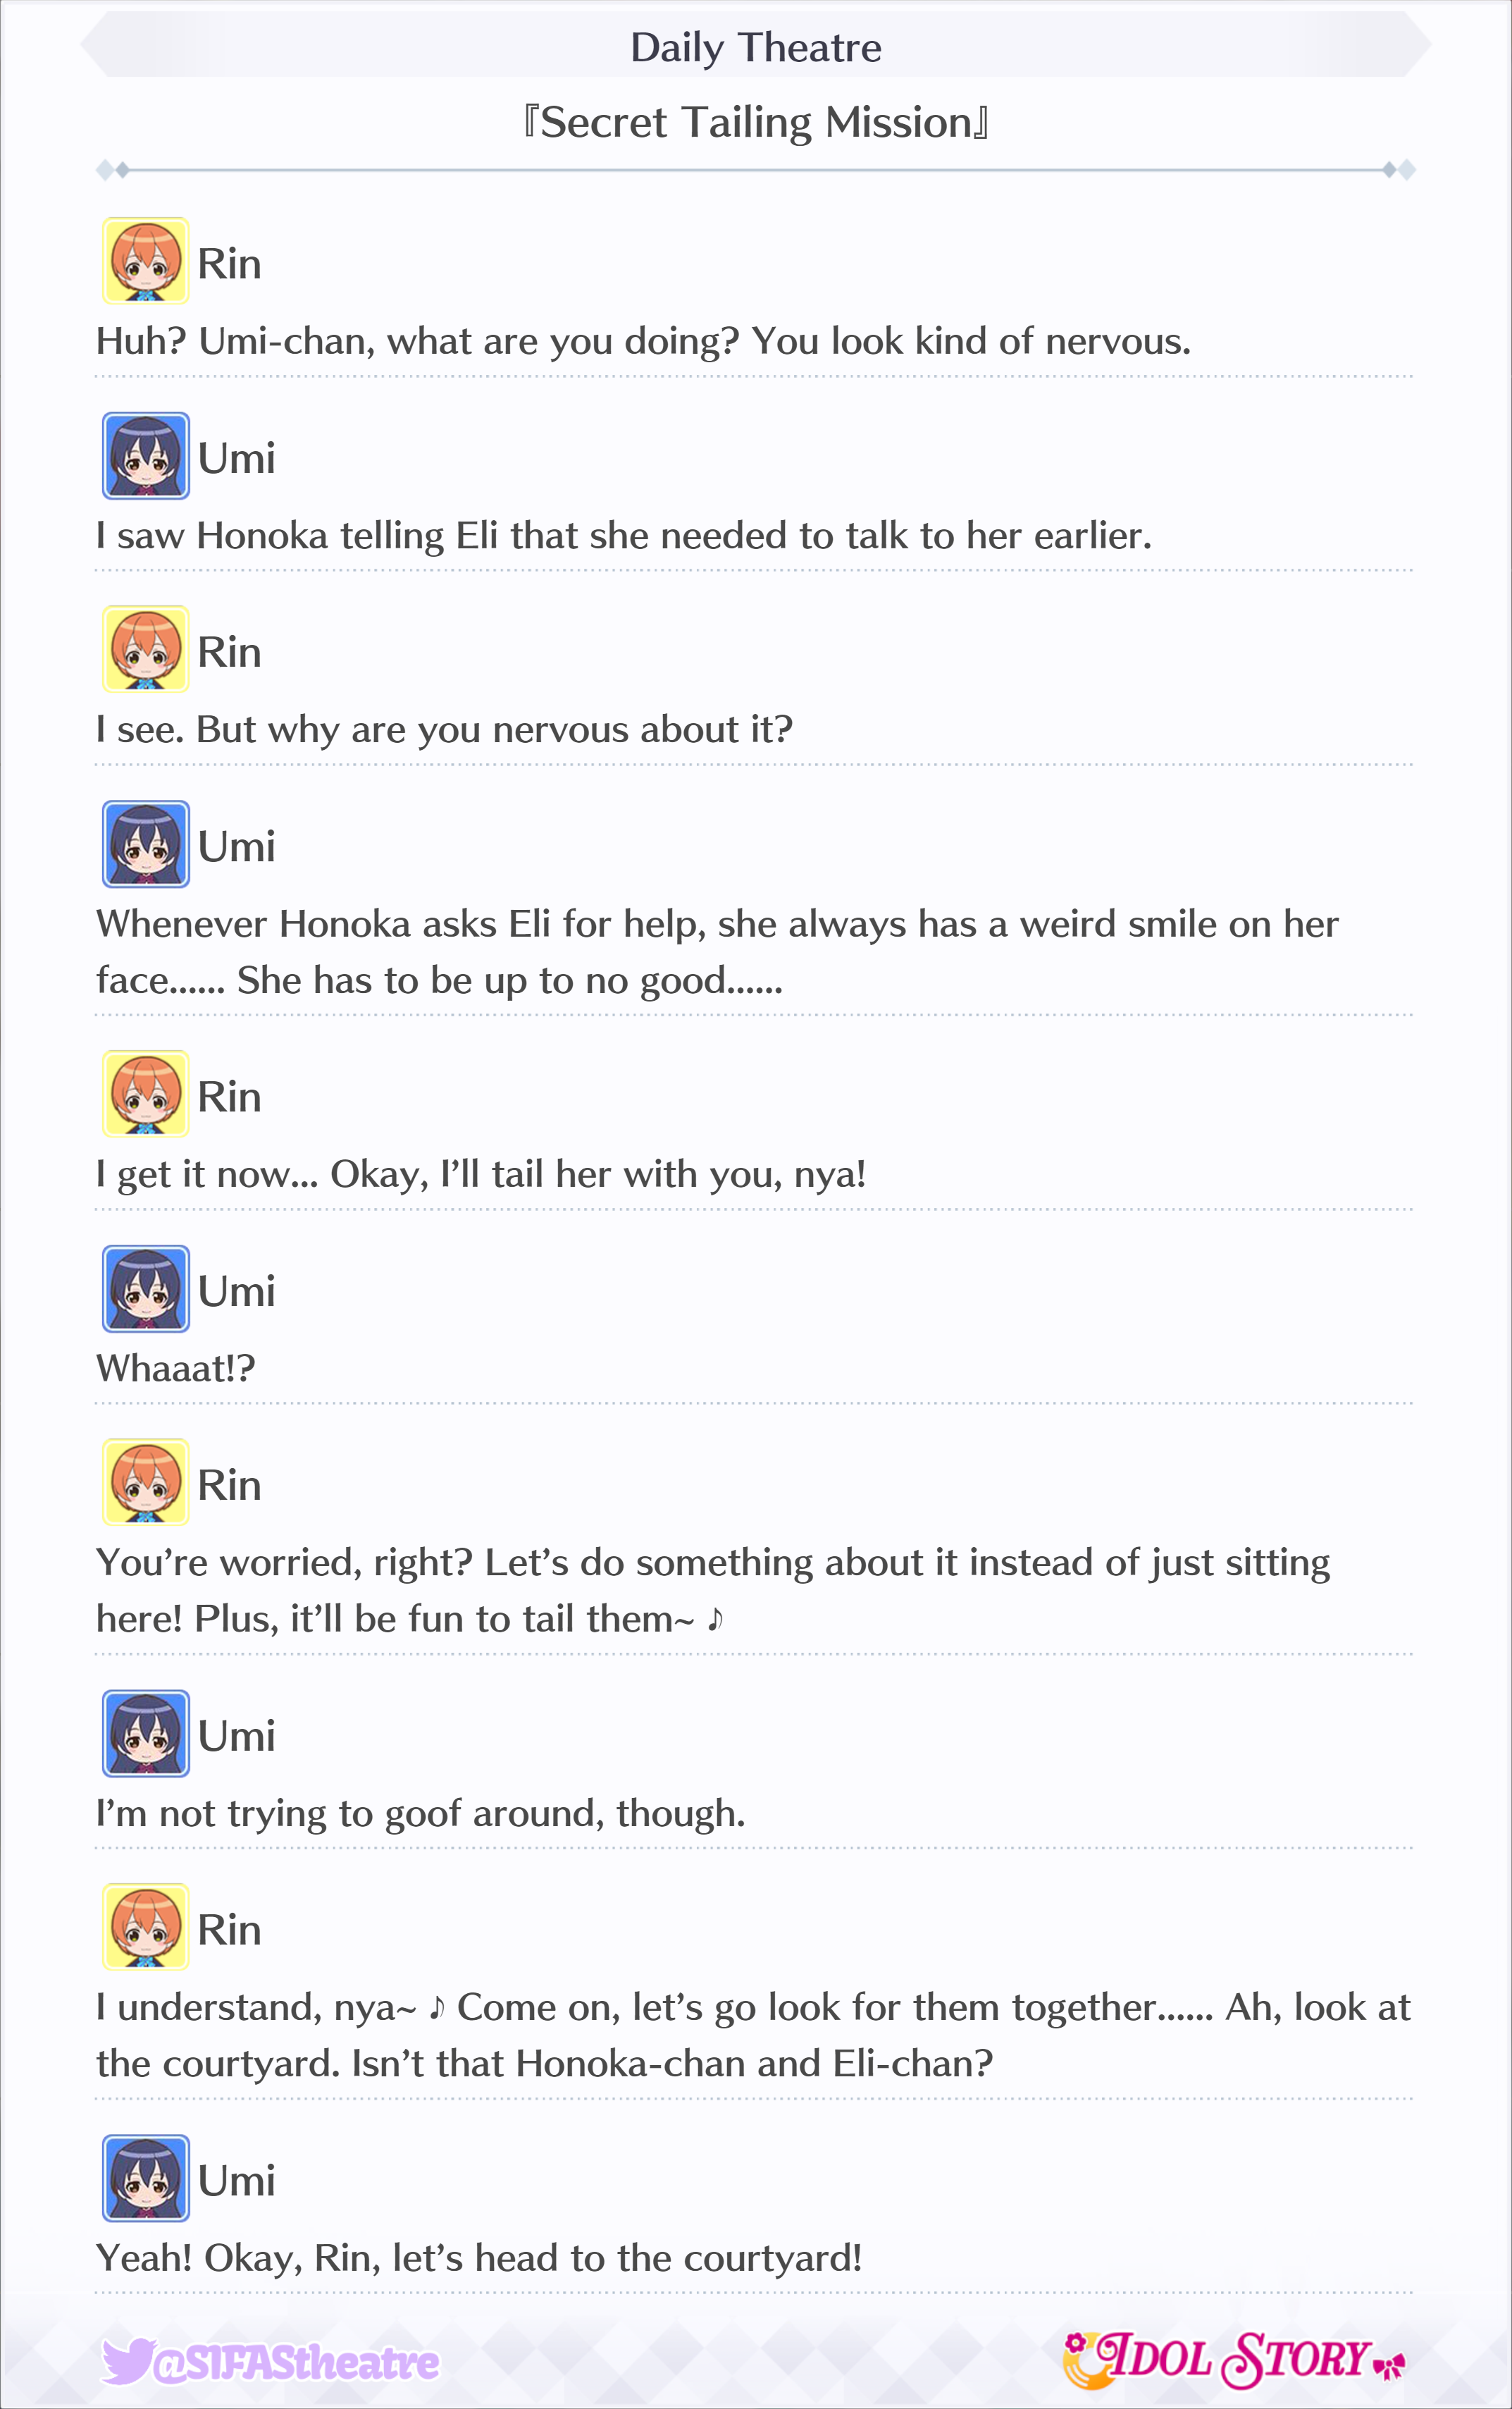 Daily Theatre
『Secret Tailing Mission』
Rin
Huh? Umi-chan, what are you doing? You look kind of nervous.
Umi
I saw Honoka telling Eli that she needed to talk to her earlier.
Rin
I see. But why are you nervous about it?
Umi
Whenever Honoka asks Eli for help, she always has a weird smile on her
face...... She has to be up to no good......
Rin
I get it now... Okay, I’ll tail her with you, nya!
Umi
Whaaat!?
Rin
You’re worried, right? Let’s do something about it instead of just sitting
here! Plus, it’ll be fun to tail them~ ♪
Umi
I’m not trying to goof around, though.
Rin
I understand, nya~ ♪ Come on, let’s go look for them together...... Ah, look at
the courtyard. Isn’t that Honoka-chan and Eli-chan?
Umi
Yeah! Okay, Rin, let’s head to the courtyard!
@SIFAStheatre
IDOL STORY